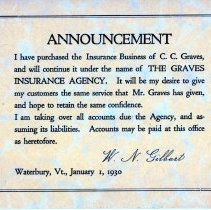 ANNOUNCEMENT
I have purchased the Insurance Business of C. C. Graves,
and will continue it under the name of THE GRAVES
INSURANCE AGENCY. It will be my desire to give
my customers the same service that Mr. Graves has given,
and hope to retain the same confidence.
I am taking over all accounts due the Agency, and as-
suming its liabilities. Accounts may be paid at this office
as heretofore.
W. N. Gilbert
Waterbury, Vt., January 1, 1930